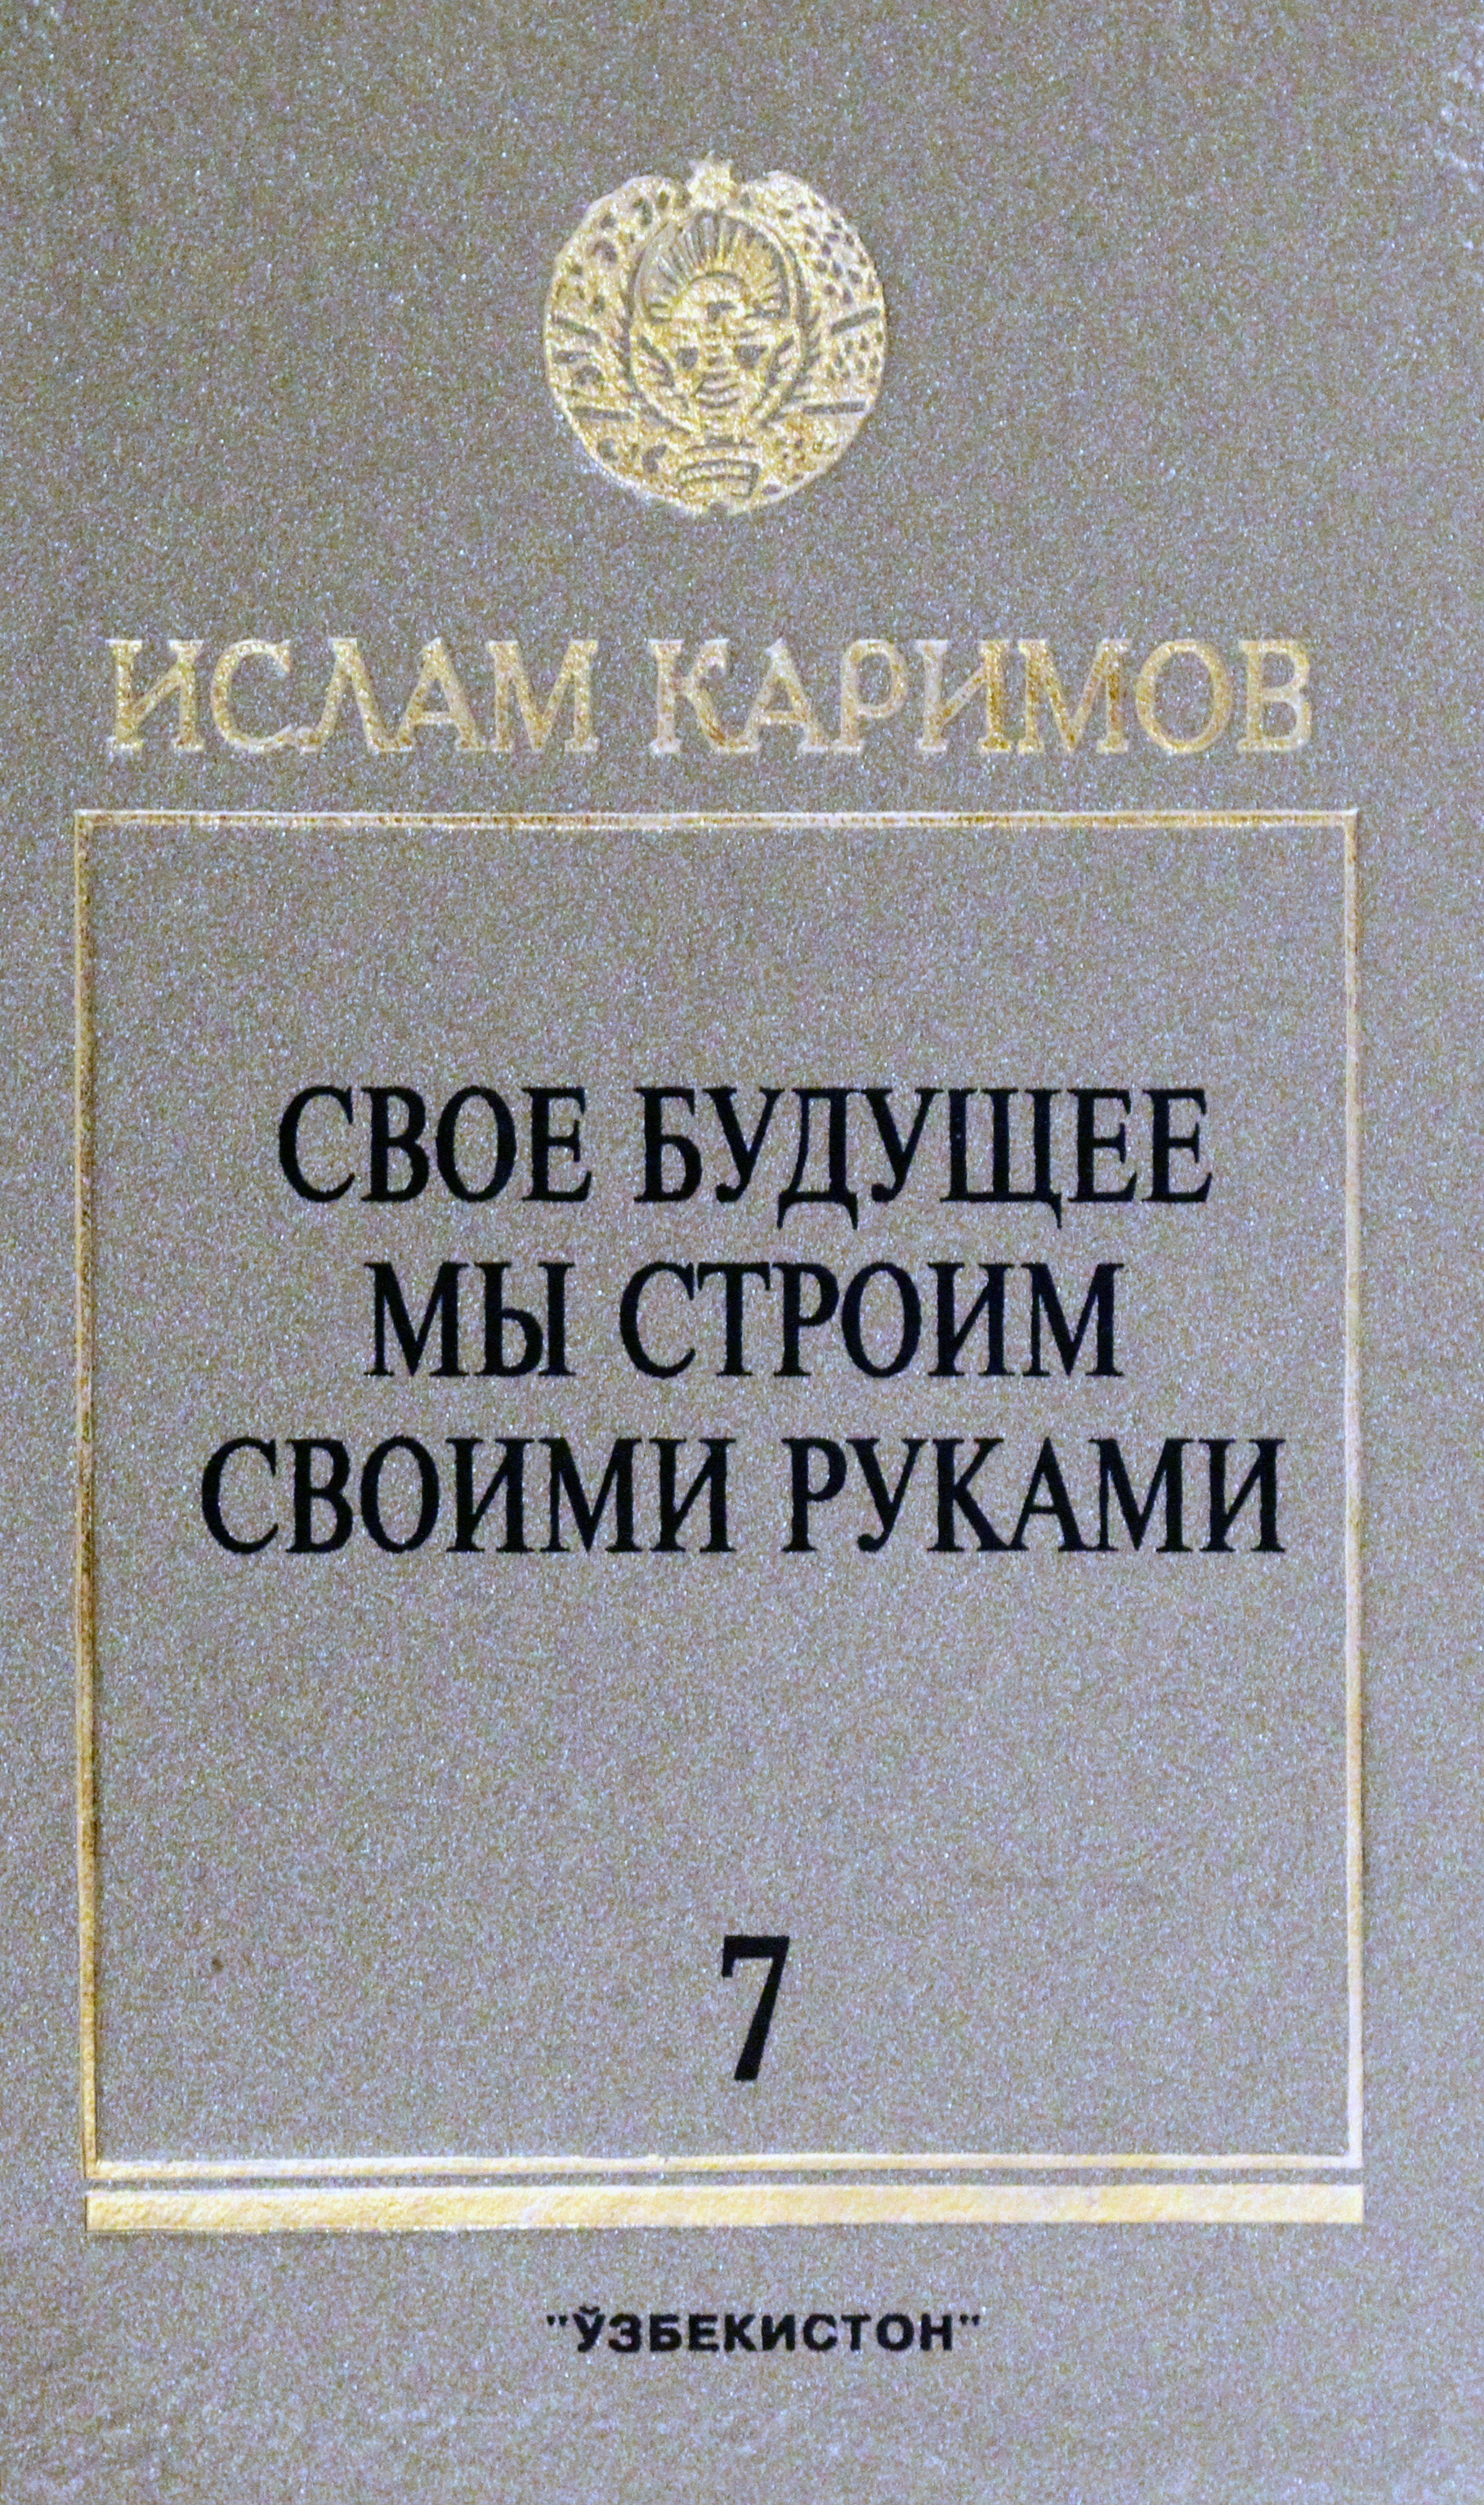 ИСЛАМ КАРИМОВ
СВОЕ БУДУЩЕЕ
МЫ СТРОИМ
СВОИМИ РУКАМИ
7
"ЎЗБЕКИСТОН"